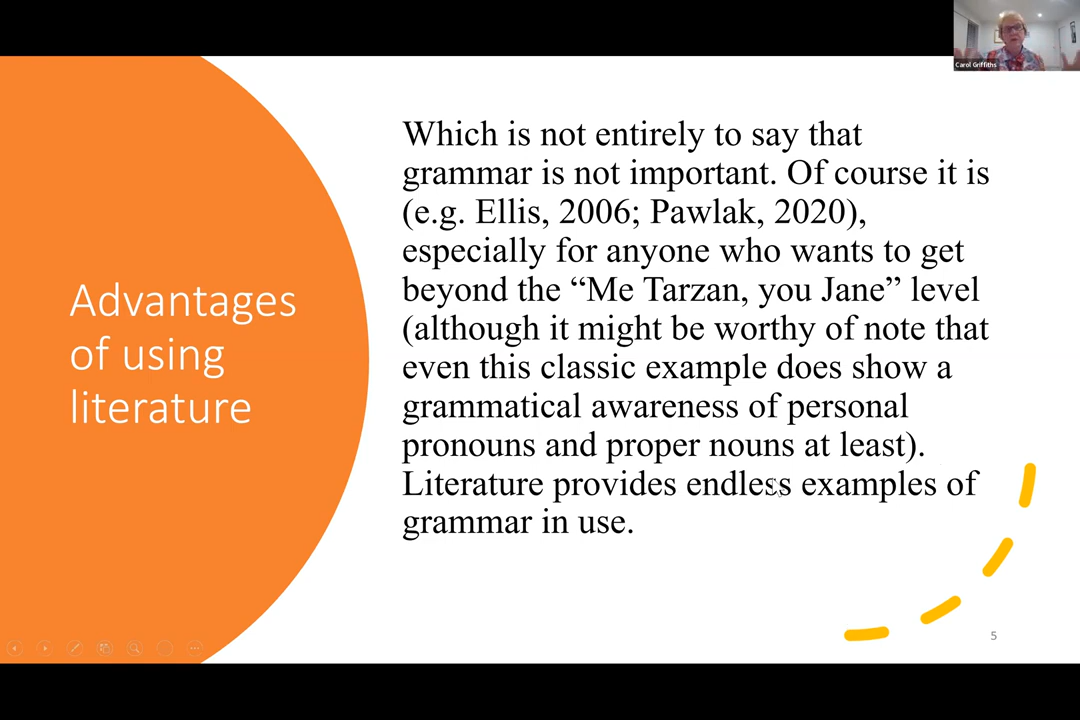 Carol Griffiths
Advantages
of using
literature
Which is not entirely to say that
grammar is not important. Of course it is
(e.g. Ellis, 2006; Pawlak, 2020),
especially for anyone who wants to get
beyond the “Me Tarzan, you Jane” level
(although it might be worthy of note that
even this classic example does show a
grammatical awareness of personal
pronouns and proper nouns at least).
Literature provides endless examples of
grammar in use.
5